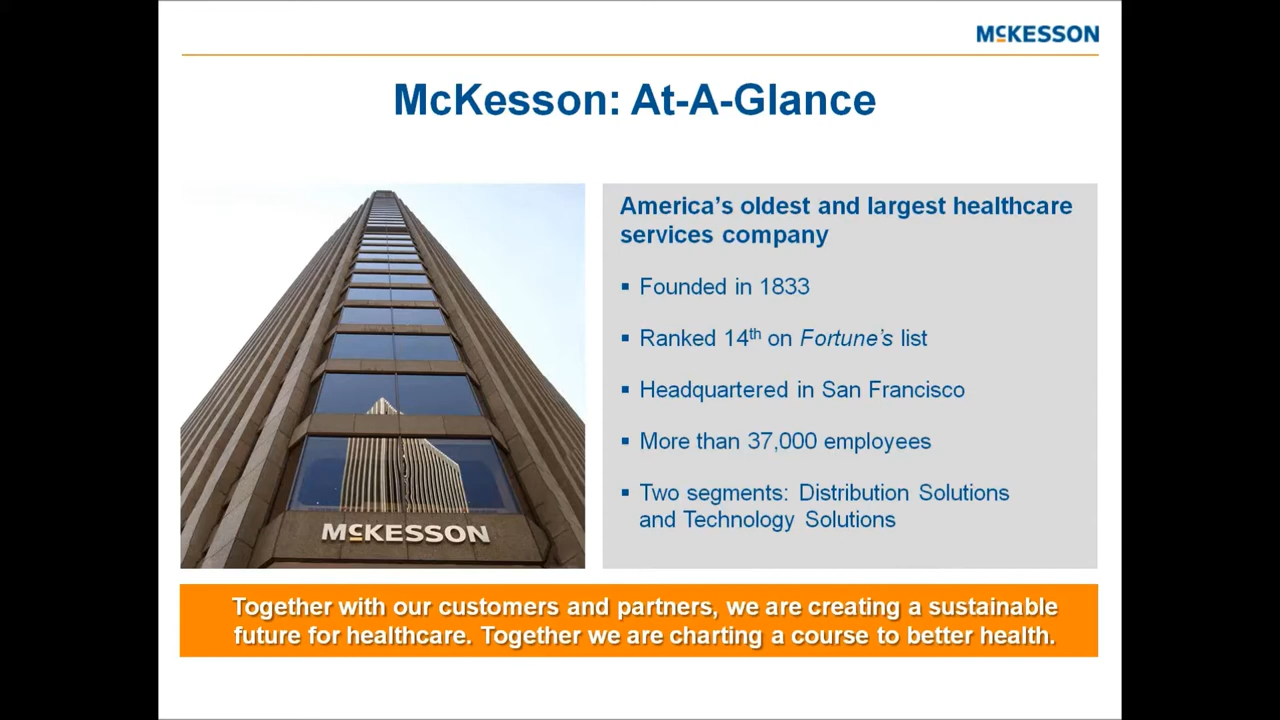 McKESSON
McKesson: At-A-Glance
America's oldest and largest healthcare
services company
▪ Founded in 1833
▪ Ranked 14th on Fortune's list
▪ Headquartered in San Francisco
▪ More than 37,000 employees
▪ Two segments: Distribution Solutions
and Technology Solutions
McKESSON
Together with our customers and partners, we are creating a sustainable
future for healthcare. Together we are charting a course to better health.